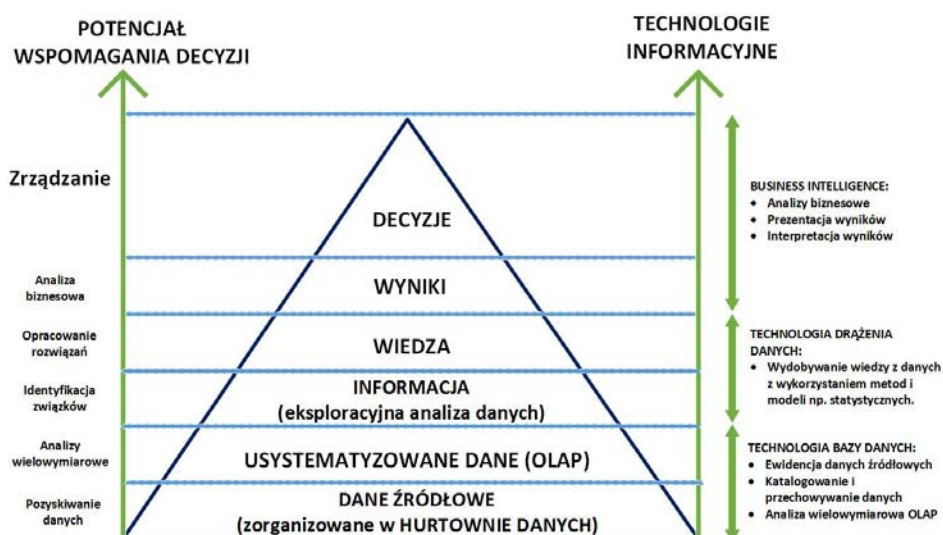 POTENCJAŁ
WSPOMAGANIA DECYZJI
TECHNOLOGIE
INFORMACYJNE
Zrządzanie
DECYZJE
BUSINESS INTELLIGENCE:
• Analizy biznesowe
• Prezentacja wyników
• Interpretacja wyników
Analiza
biznesowa
WYNIKI
Opracowanie
rozwiązań
WIEDZA
TECHNOLOGIA DRĄŻENIA
DANYCH:
• Wydobywanie wiedzy z danych
z wykorzystaniem metod i
modeli np. statystycznych.
Identyfikacja
związków
INFORMACJA
(eksploracyjna analiza danych)
Analizy
wielowymiarowe
USYSTEMATYZOWANE DANE (OLAP)
TECHNOLOGIA BAZY DANYCH:
• Ewidencja danych źródłowych
• Katalogowanie i
przechowywanie danych
• Analiza wielowymiarowa OLAP
Pozyskiwanie
danych
DANE ŹRÓDŁOWE
(zorganizowane w HURTOWNIE DANYCH)